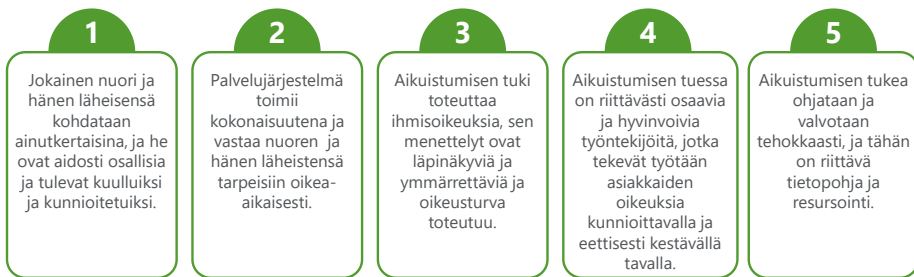 1
Jokainen nuori ja
hänen läheisensä
kohdataan
ainutkertaisina, ja he
ovat aidosti osallisia
ja tulevat kuulluiksi
ja kunnioitetuiksi.
2
Palvelujärjestelmä
toimii
kokonaisuutena ja
vastaa nuoren ja
hänen läheistensä
tarpeisiin oikea-
aikaisesti.
3
Aikuistumisen tuki
toteuttaa
ihmisoikeuksia, sen
menettelyt ovat
läpinäkyviä ja
ymmärrettäviä ja
oikeusturva
toteutuu.
4
Aikuistumisen tuessa
on riittävästi osaavia
ja hyvinvoivia
työntekijöitä, jotka
tekevät työtään
asiakkaiden
oikeuksia
kunnioittavalla ja
eettisesti kestävällä
tavalla.
5
Aikuistumisen tukea
ohjataan ja
valvotaan
tehokkaasti, ja tähän
on riittävä
tietopohja ja
resursointi.